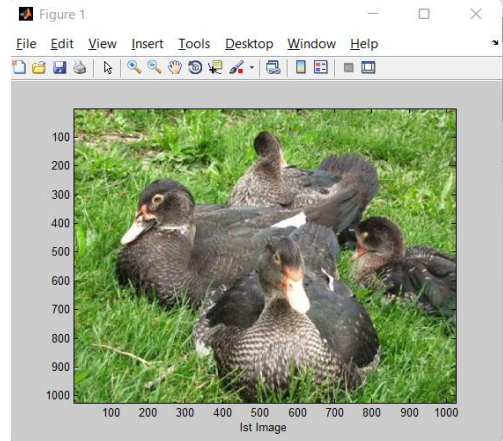 Figure 1
File Edit View Insert Tools Desktop Window Help
100
200
300
400
500
600
700
800
900
1000
100 200 300 400 500 600 700 800 900 1000
Ist Image